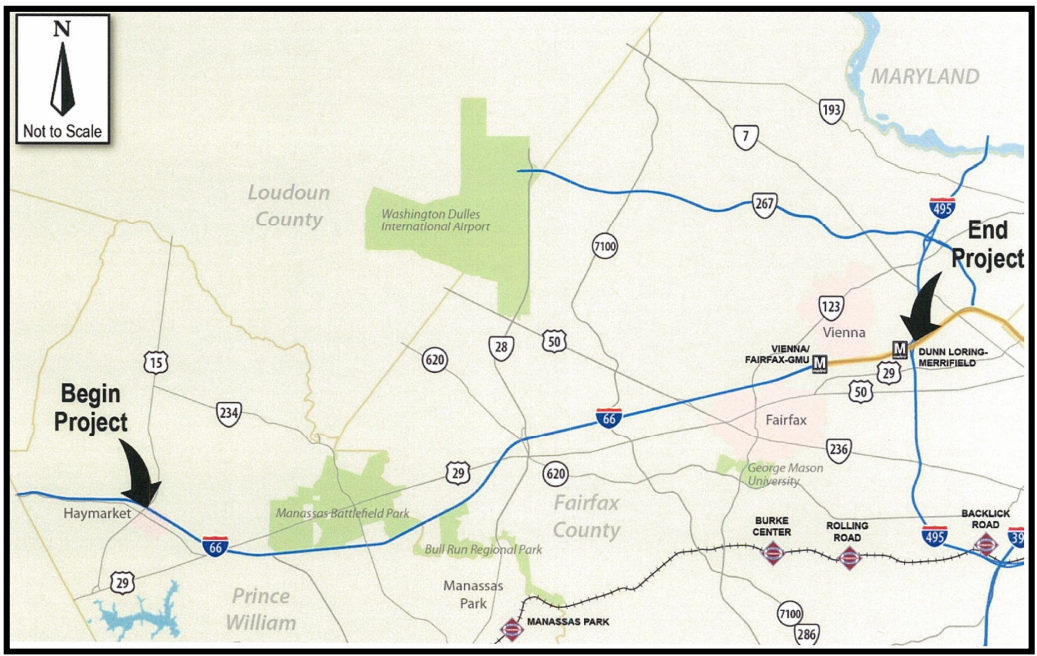 N
Not to Scale
MARYLAND
193
7
Loudoun
County
Washington Dulles
International Airport
267
495
End
Project
7100
123
Vienna
15
620
28
50
VIENNA/
FAIRFAX-GMU
M
M
DUNN LORING-
MERRIFIELD
29
50
Begin
Project
234
66
Fairfax
236
29
620
George Mason
University
Haymarket
Manassas Battlefield Park
Fairfax
County
66
Bull Run Regional Park
BURKE
CENTER
ROLLING
ROAD
BACKLICK
ROAD
495
39
29
Prince
William
Manassas
Park
MANASSAS PARK
7100
286